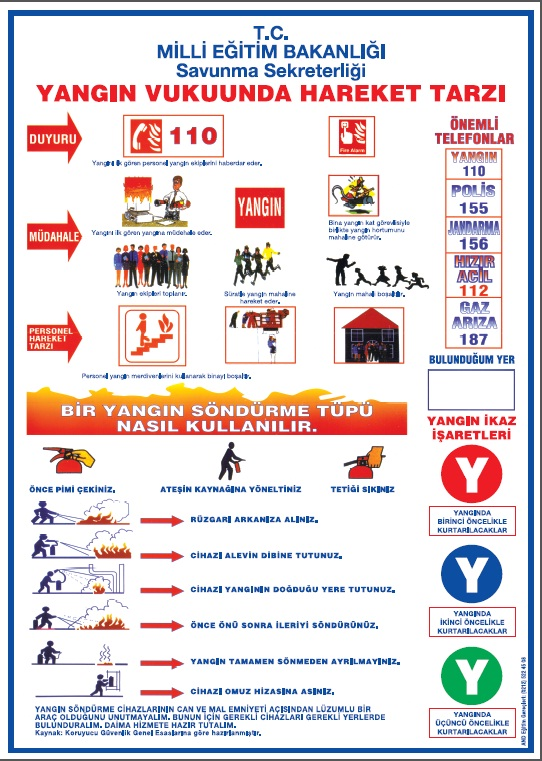 T.C.
MİLLİ EĞİTİM BAKANLIĞI
Savunma Sekreterliği
YANGIN VUKUUNDA HAREKET TARZI
DUYURU
110
Fire Alarm
Yangını ilk gören personel yangın ekiplerini haberdar eder.
MÜDAHALE
YANGIN
Yangını ilk gören yangına müdehale eder.
Bina yangın kat görevlisiyle
birlikte yangın hortumunu
mahaline götürür.
Yangın ekipleri toplanır.
Süratle yangın mahaline
hareket eder.
Yangın mahali boşaltılır.
PERSONEL
HAREKET
TARZI
Personel yangın merdivenlerini kullanarak binayı boşaltır.
ÖNEMLİ
TELEFONLAR
YANGIN
110
POLİS
155
JANDARMA
156
HIZIR
ACİL
112
GAZ
ARIZA
187
BULUNDUĞUM YER
BİR YANGIN SÖNDÜRME TÜPÜ
NASIL KULLANILIR.
ÖNCE PİMİ ÇEKİNİZ.
ATEŞİN KAYNAĞINA YÖNELTİNİZ
TETİĞİ SIKINIZ
RÜZGARI ARKANIZA ALINIZ.
CİHAZI ALEVİN DİBİNE TUTUNUZ.
CİHAZI YANGININ DOĞDUĞU YERE TUTUNUZ.
ÖNCE ÖNÜ SONRA İLERİYİ SÖNDÜRÜNÜZ.
YANGIN TAMAMEN SÖNMEDEN AYRILMAYINIZ.
CİHAZI OMUZ HİZASINA ASINIZ.
YANGIN İKAZ
İŞARETLERİ
Y
YANGINDA
BİRİNCİ ÖNCELİKLE
KURTARILACAKLAR
Y
YANGINDA
İKİNCİ ÖNCELİKLE
KURTARILACAKLAR
Y
YANGINDA
ÜÇÜNCÜ ÖNCELİKLE
KURTARILACAKLAR
YANGIN SÖNDÜRME CİHAZLARININ CAN VE MAL EMNİYETİ AÇISINDAN LÜZUMLU BİR
ARAÇ OLDUĞUNU UNUTMAYALIM. BUNUN İÇİN GEREKLİ CİHAZLARI GEREKLİ YERLERDE
BULUNDURALIM. DAİMA HİZMETE HAZIR TUTALIM.
Kaynak: Koruyucu Güvenlik Genel Esaslarına göre hazırlanmıştır.